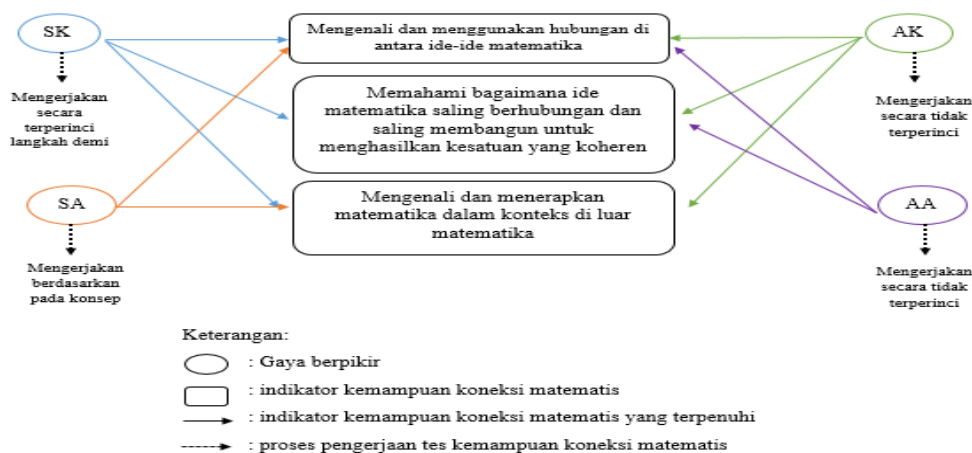 SK
Mengerjakan
secara
terperinci
langkah demi
SA
Mengerjakan
berdasarkan
pada konsep
Mengenali dan menggunakan hubungan di
antara ide-ide matematika
Memahami bagaimana ide
matematika saling berhubungan dan
saling membangun untuk
menghasilkan kesatuan yang koheren
Mengenali dan menerapkan
matematika dalam konteks di luar
matematika
AK
Mengerjakan
secara tidak
terperinci
AA
Mengerjakan
secara tidak
terperinci
Keterangan:
: Gaya berpikir
: indikator kemampuan koneksi matematis
: indikator kemampuan koneksi matematis yang terpenuhi
: proses pengerjaan tes kemampuan koneksi matematis